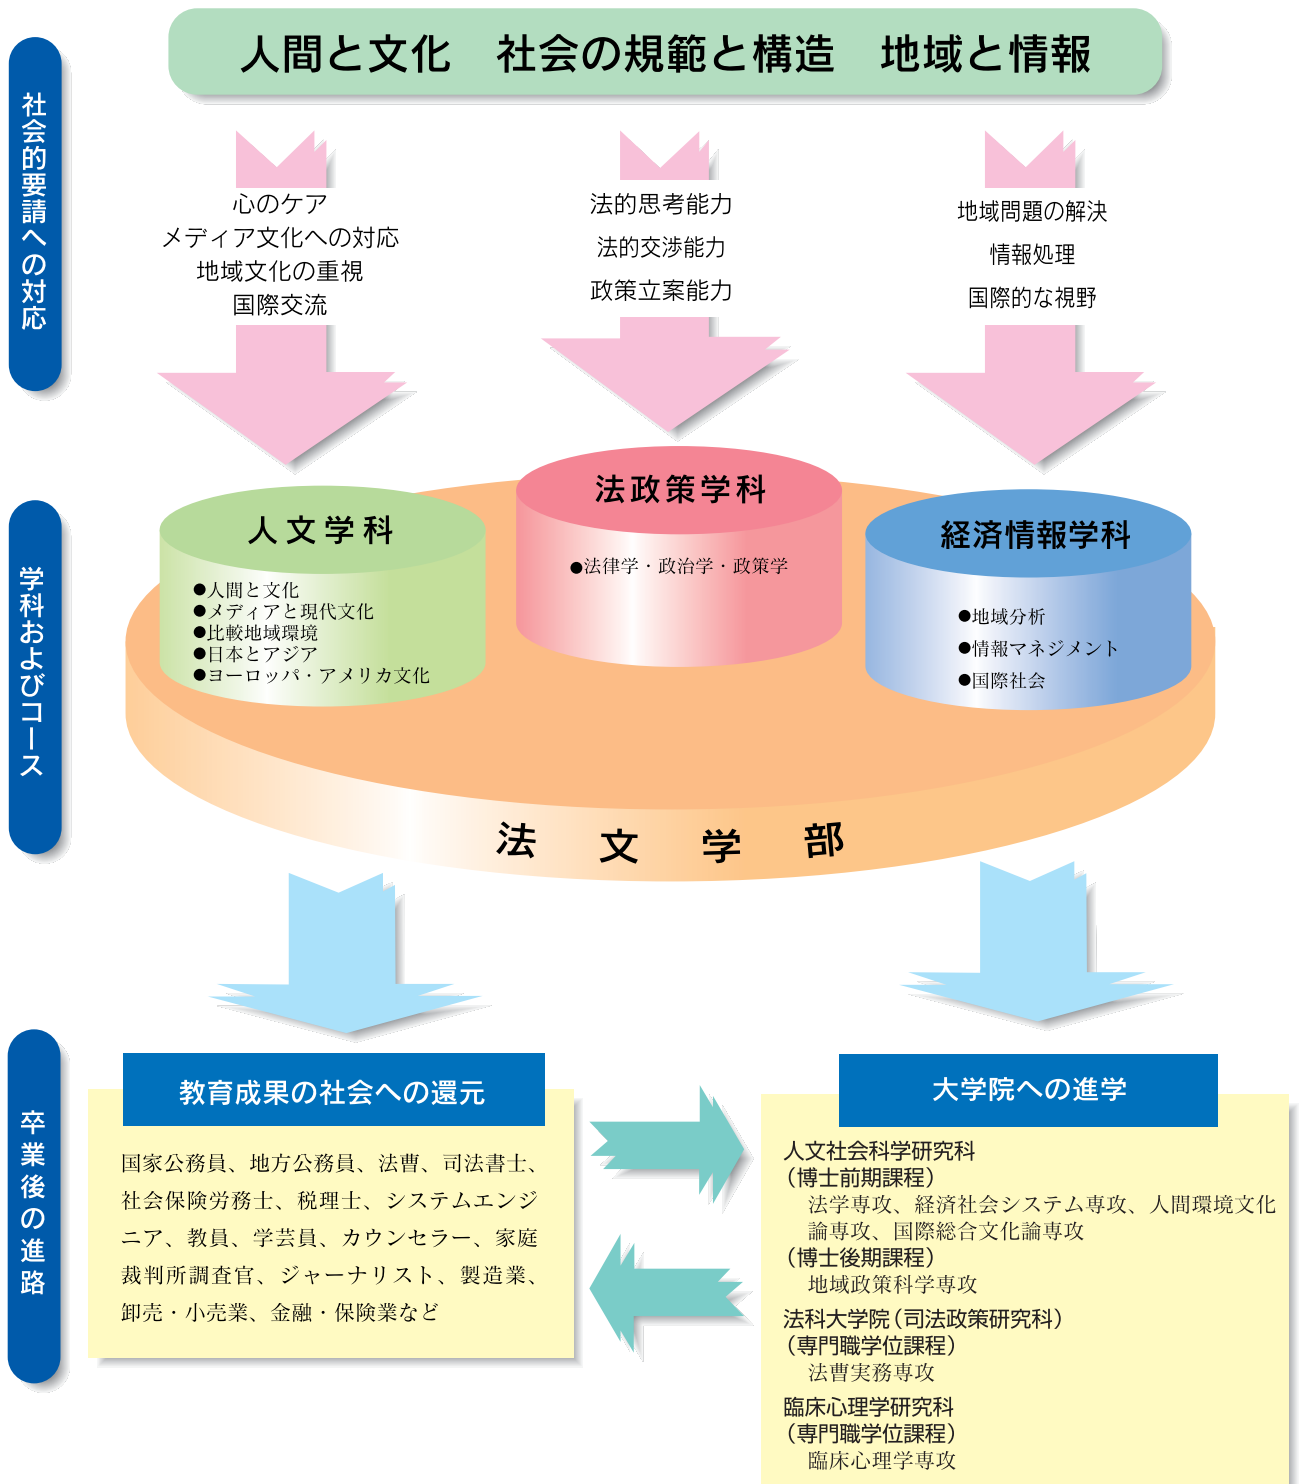 人間と文化　社会の規範と構造　地域と情報
社会的要請への対応
心のケア
メディア文化への対応
地域文化の重視
国際交流
法的思考能力
法的交渉能力
政策立案能力
地域問題の解決
情報処理
国際的な視野
学科およびコース
人文学科
●人間と文化
●メディアと現代文化
●比較地域環境
●日本とアジア
●ヨーロッパ・アメリカ文化
法政策学科
●法律学・政治学・政策学
経済情報学科
●地域分析
●情報マネジメント
●国際社会
法文学部
卒業後の進路
教育成果の社会への還元
国家公務員、地方公務員、法曹、司法書士、
社会保険労務士、税理士、システムエンジ
ニア、教員、学芸員、カウンセラー、家庭
裁判所調査官、ジャーナリスト、製造業、
卸売・小売業、金融・保険業など
大学院への進学
人文社会科学研究科
（博士前期課程）
法学専攻、経済社会システム専攻、人間環境文化
論専攻、国際総合文化論専攻
（博士後期課程）
地域政策科学専攻
法科大学院（司法政策研究科）
（専門職学位課程）
法曹実務専攻
臨床心理学研究科
（専門職学位課程）
臨床心理学専攻